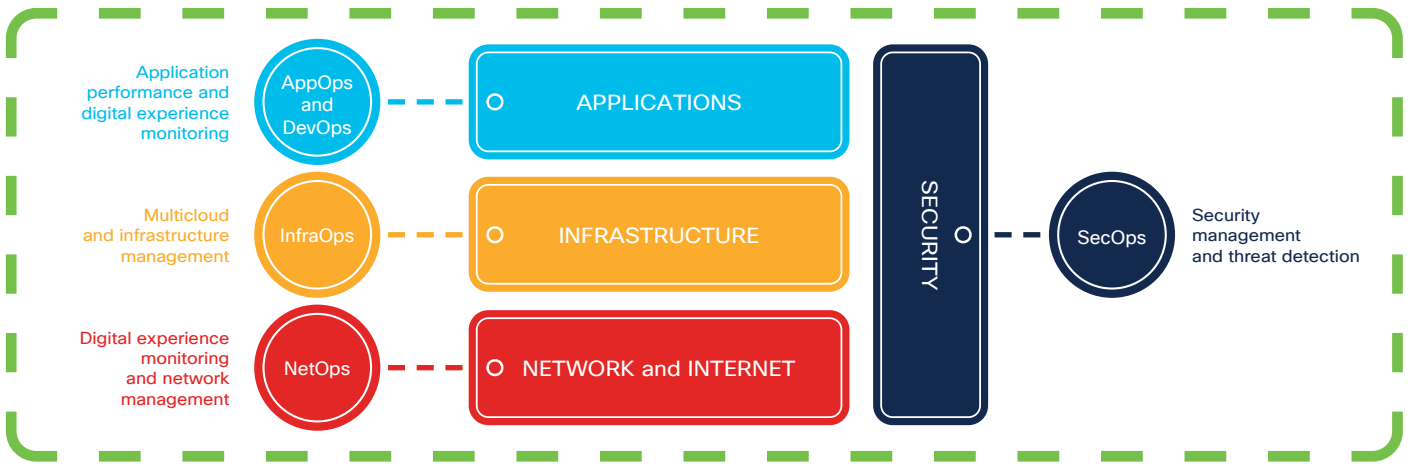 Application
performance and
digital experience
monitoring
AppOps
and
DevOps
APPLICATIONS
Multicloud
and infrastructure
management
InfraOps
INFRASTRUCTURE
Digital experience
monitoring
and network
management
NetOps
NETWORK and INTERNET
SECURITY
SecOps
Security
management
and threat detection